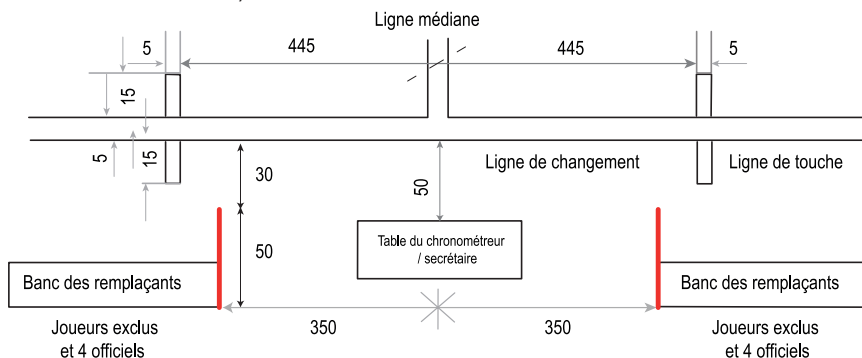 Ligne médiane
5
445
445
5
15
5
15
30
50
Ligne de changement
Ligne de touche
50
Table du chronométreur
/ secrétaire
Banc des remplaçants
Banc des remplaçants
350
350
Joueurs exclus
et 4 officiels
Joueurs exclus
et 4 officiels